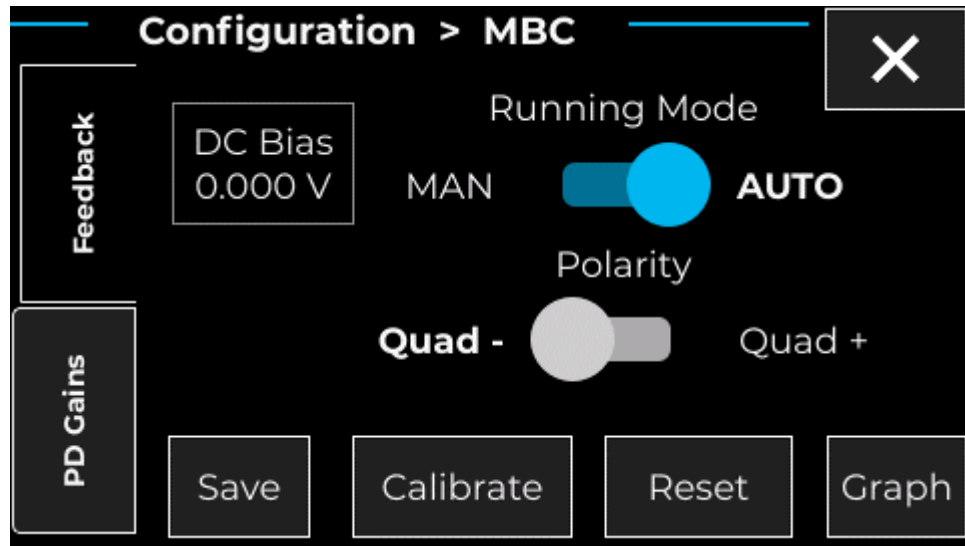 Configuration > MBC
Feedback
PD Gains
DC Bias
0.000 V
Running Mode
MAN AUTO
Polarity
Quad - Quad +
Save Calibrate Reset Graph